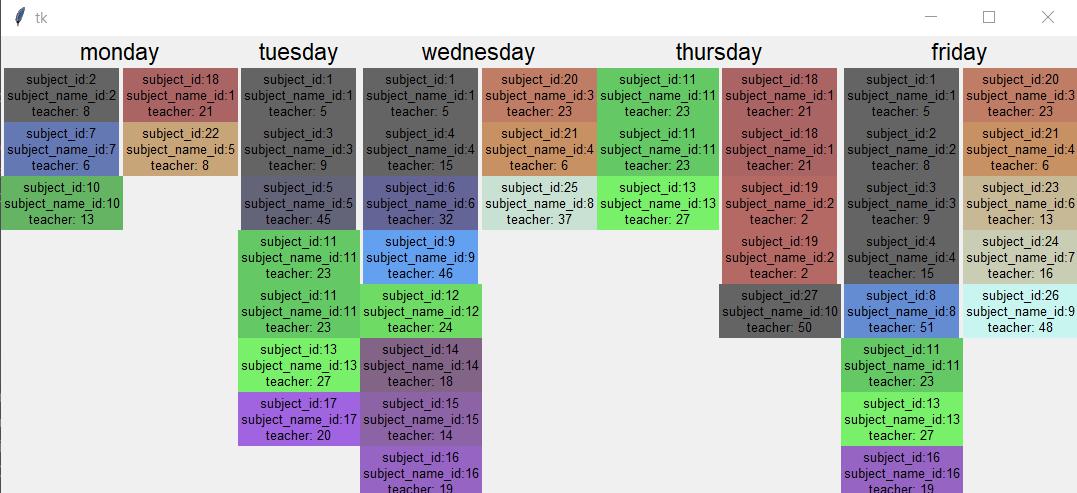 tk
monday
tuesday
wednesday
thursday
friday
subject_id:2
subject_name_id:2
teacher: 8
subject_id:7
subject_name_id:7
teacher: 6
subject_id:10
subject_name_id:10
teacher: 13
subject_id:18
subject_name_id:1
teacher: 21
subject_id:22
subject_name_id:5
teacher: 8
subject_id:1
subject_name_id:1
teacher: 5
subject_id:3
subject_name_id:3
teacher: 9
subject_id:5
subject_name_id:5
teacher: 45
subject_id:11
subject_name_id:11
teacher: 23
subject_id:11
subject_name_id:11
teacher: 23
subject_id:13
subject_name_id:13
teacher: 27
subject_id:17
subject_name_id:17
teacher: 20
subject_id:1
subject_name_id:1
teacher: 5
subject_id:4
subject_name_id:4
teacher: 15
subject_id:6
subject_name_id:6
teacher: 32
subject_id:9
subject_name_id:9
teacher: 46
subject_id:12
subject_name_id:12
teacher: 24
subject_id:14
subject_name_id:14
teacher: 18
subject_id:15
subject_name_id:15
teacher: 14
subject_id:16
subject_name_id:16
teacher: 19
subject_id:20
subject_name_id:3
teacher: 23
subject_id:21
subject_name_id:4
teacher: 6
subject_id:25
subject_name_id:8
teacher: 37
subject_id:11
subject_name_id:11
teacher: 23
subject_id:11
subject_name_id:11
teacher: 23
subject_id:13
subject_name_id:13
teacher: 27
subject_id:18
subject_name_id:1
teacher: 21
subject_id:18
subject_name_id:1
teacher: 21
subject_id:19
subject_name_id:2
teacher: 2
subject_id:19
subject_name_id:2
teacher: 2
subject_id:27
subject_name_id:10
teacher: 50
subject_id:1
subject_name_id:1
teacher: 5
subject_id:2
subject_name_id:2
teacher: 8
subject_id:3
subject_name_id:3
teacher: 9
subject_id:4
subject_name_id:4
teacher: 15
subject_id:8
subject_name_id:8
teacher: 51
subject_id:11
subject_name_id:11
teacher: 23
subject_id:13
subject_name_id:13
teacher: 27
subject_id:16
subject_name_id:16
teacher: 19
subject_id:20
subject_name_id:3
teacher: 23
subject_id:21
subject_name_id:4
teacher: 6
subject_id:23
subject_name_id:6
teacher: 13
subject_id:24
subject_name_id:7
teacher: 16
subject_id:26
subject_name_id:9
teacher: 48